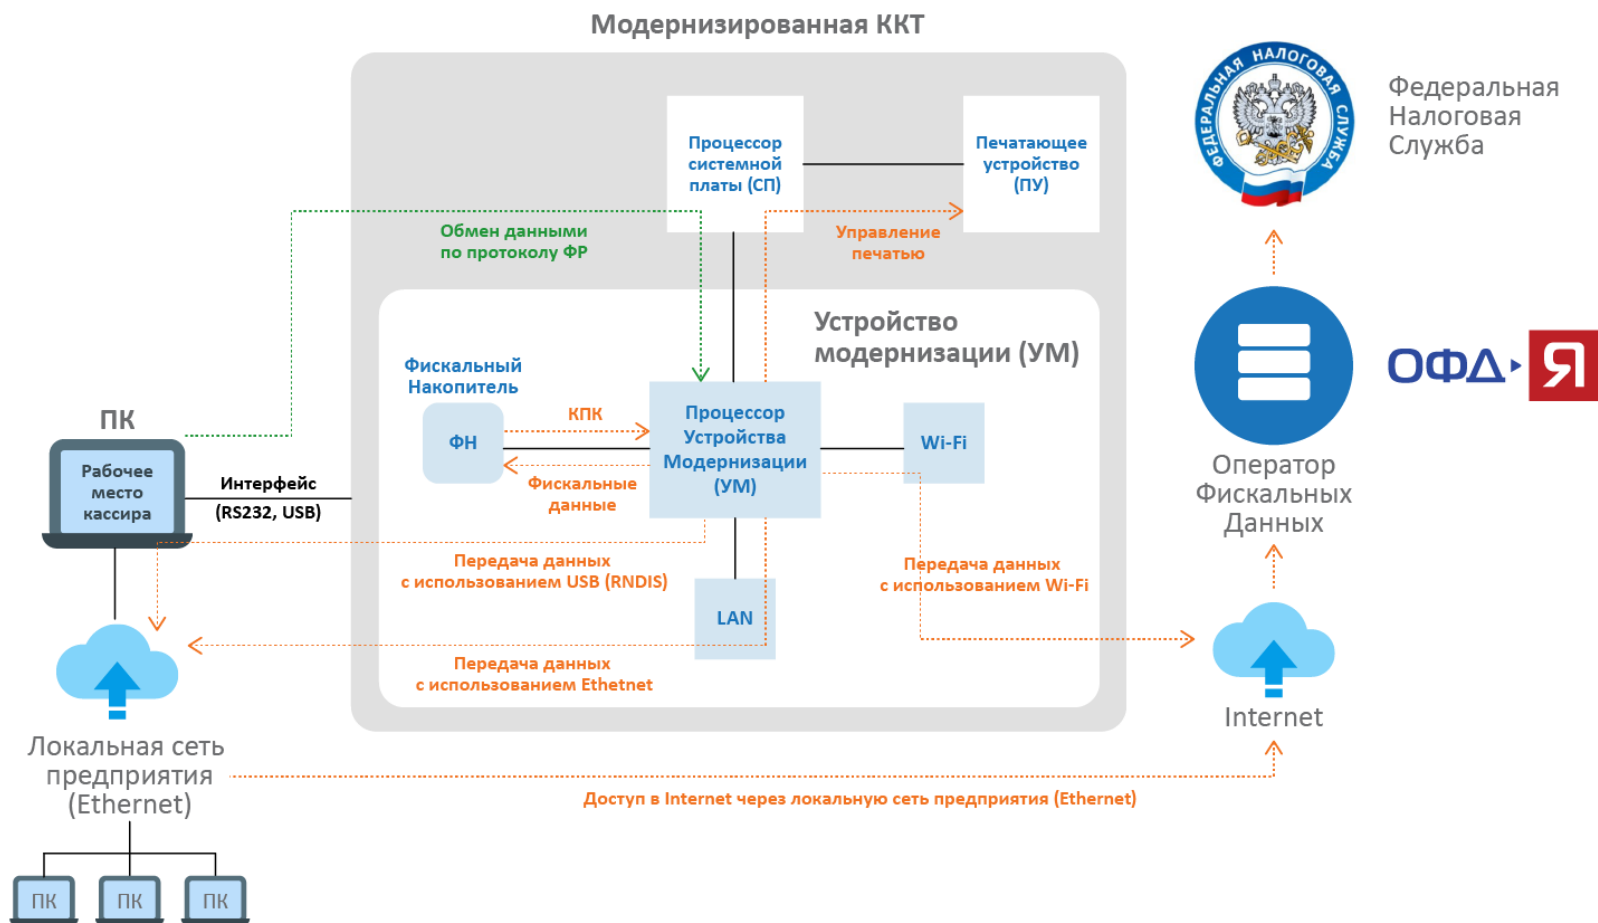 Модернизированная ККТ
Процессор
системной
платы (СП)
Печатающее
устройство
(ПУ)
ФЕДЕРАЛЬНАЯ НАЛОГОВАЯ СЛУЖБА
Федеральная
Налоговая
Служба
Обмен данными
по протоколу ФР
Управление
печатью
Устройство
модернизации (УМ)
Фискальный
Накопитель
ФН
КПК
Фискальные
данные
Процессор
Устройства
Модернизации
(УМ)
Wi-Fi
ОФД Я
Оператор
Фискальных
Данных
ПК
Рабочее
место
кассира
Интерфейс
(RS232, USB)
Передача данных
с использованием USB (RNDIS)
Передача данных
с использованием Wi-Fi
LAN
Передача данных
с использованием Ethetnet
Internet
Локальная сеть
предприятия
(Ethernet)
Доступ в Internet через локальную сеть предприятия (Ethernet)
ПК
ПК
ПК